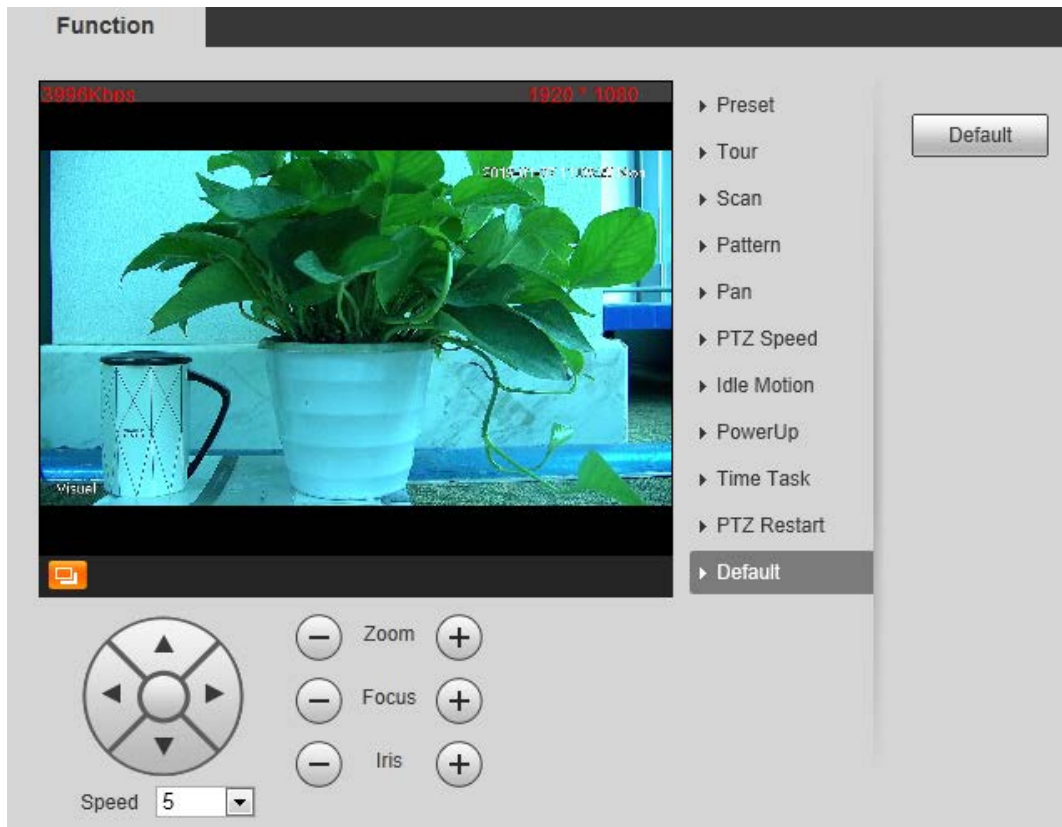 Function
3996Kbps
1920 * 1080
Visuel
Preset
Tour
Scan
Pattern
Pan
PTZ Speed
Idle Motion
PowerUp
Time Task
PTZ Restart
Default
Default
Zoom
Focus
Iris
Speed 5